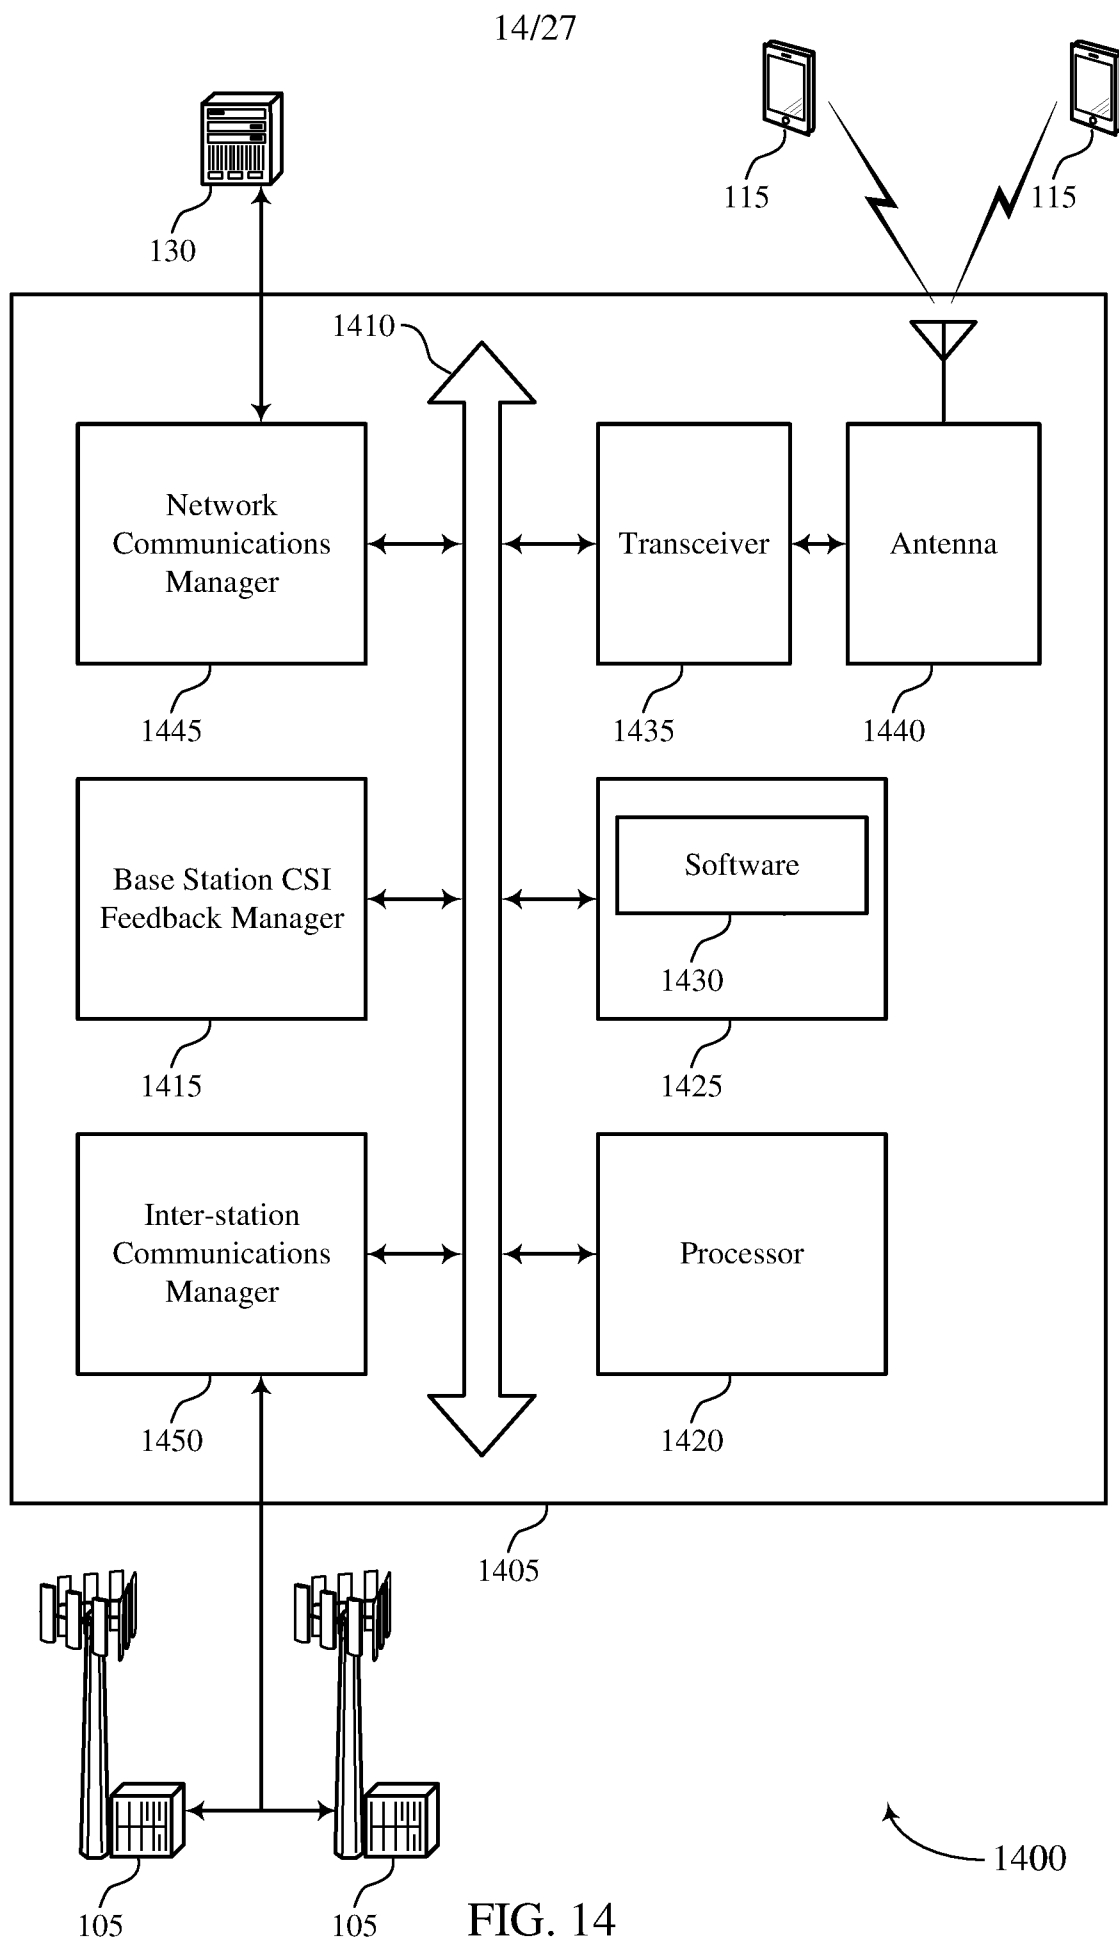 14/27
130
115
115
1410
Network
Communications
Manager
1445
Transceiver
1435
Antenna
1440
Base Station CSI
Feedback Manager
1415
Software
1430
1425
Inter-station
Communications
Manager
1450
Processor
1420
1405
105
105
1400
FIG. 14